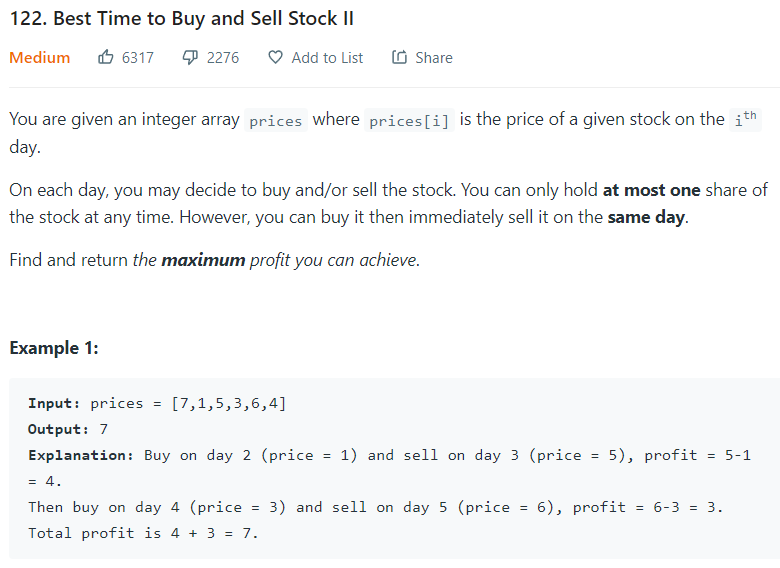 122. Best Time to Buy and Sell Stock II
Medium 6317 2276 Add to List Share
You are given an integer array prices where prices[i] is the price of a given stock on the ith
day.
On each day, you may decide to buy and/or sell the stock. You can only hold at most one share of
the stock at any time. However, you can buy it then immediately sell it on the same day.
Find and return the maximum profit you can achieve.
Example 1:
Input: prices = [7,1,5,3,6,4]
Output: 7
Explanation: Buy on day 2 (price = 1) and sell on day 3 (price = 5), profit = 5-1
= 4.
Then buy on day 4 (price = 3) and sell on day 5 (price = 6), profit = 6-3 = 3.
Total profit is 4 + 3 = 7.